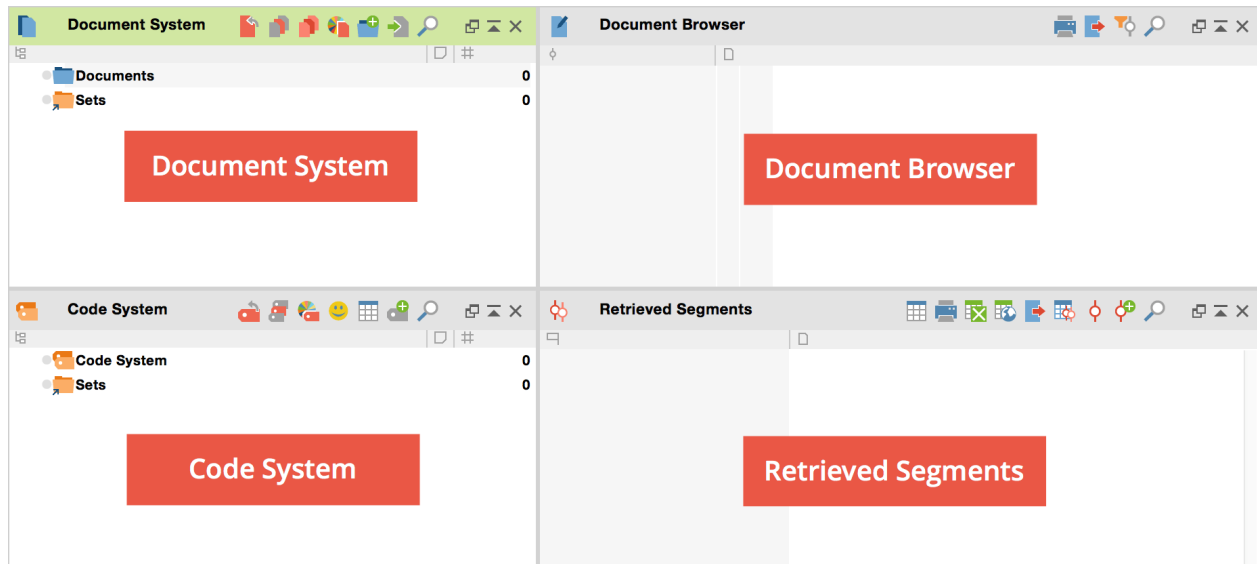 Document System
Documents 0
Sets 0
Document System
Document Browser
Document Browser
Code System
Code System 0
Sets 0
Code System
Retrieved Segments
Retrieved Segments